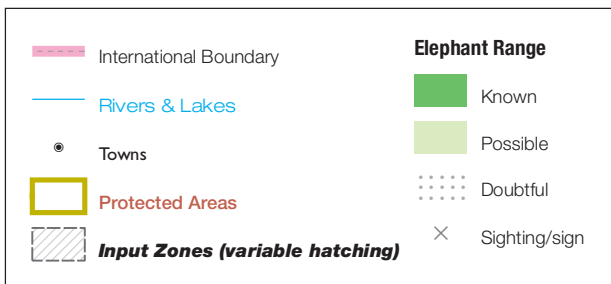 International Boundary
Rivers & Lakes
Towns
Protected Areas
Input Zones (variable hatching)
Elephant Range
Known
Possible
Doubtful
Sighting/sign